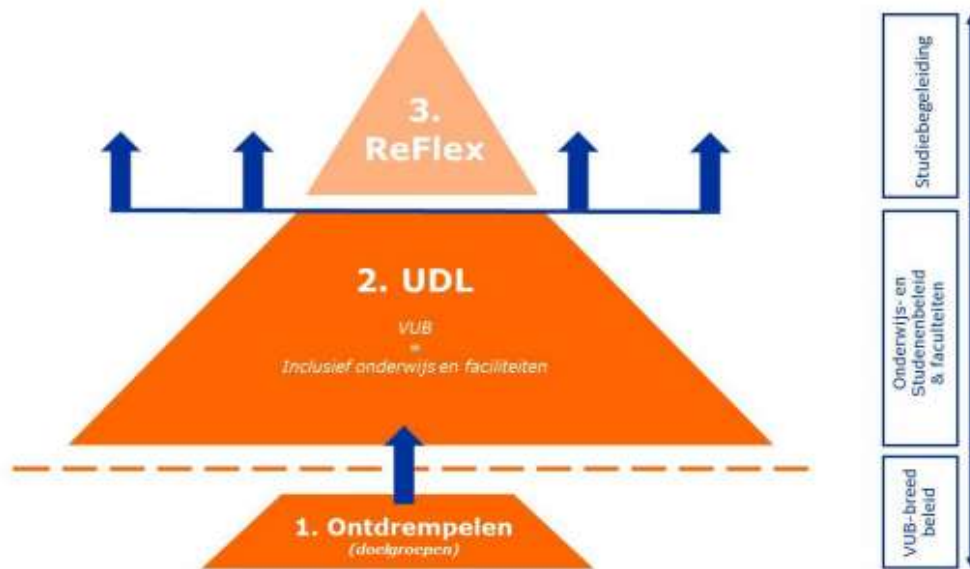 3.
ReFlex
2. UDL
VUB
=
Inclusief onderwijs en faciliteiten
1. Ontdrempelen
(doelgroepen)
Studiebegeleiding
Onderwijs- en
Studenenbeleid
& faculteiten
VUB-breed
beleid